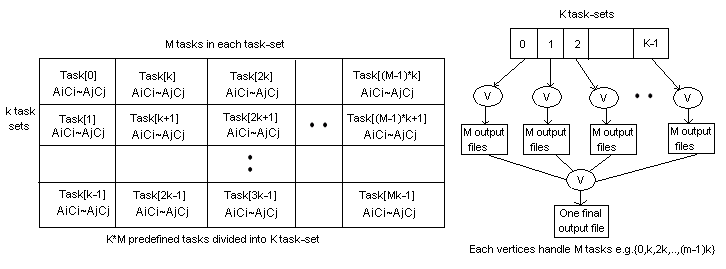 M tasks in each task-set
k task
sets
Task[0] Task[k] Task[2k] Task[(M-1)*k]
AiCi~AjCj AiCi~AjCj AiCi~AjCj AiCi~AjCj
Task[1] Task[k+1] Task[2k+1] Task[(M-1)*k+1]
AiCi~AjCj AiCi~AjCj AiCi~AjCj AiCi~AjCj
Task[k-1] Task[2k-1] Task[3k-1] Task[Mk-1]
AiCi~AjCj AiCi~AjCj AiCi~AjCj AiCi~AjCj
K*M predefined tasks divided into K task-set
K task-sets
0 1 2 K-1
V V V V
M output M output M output M output
files files files files
V
One final
output file
Each vertices handle M tasks e.g.{0,k,2k,..,(m-1)k}